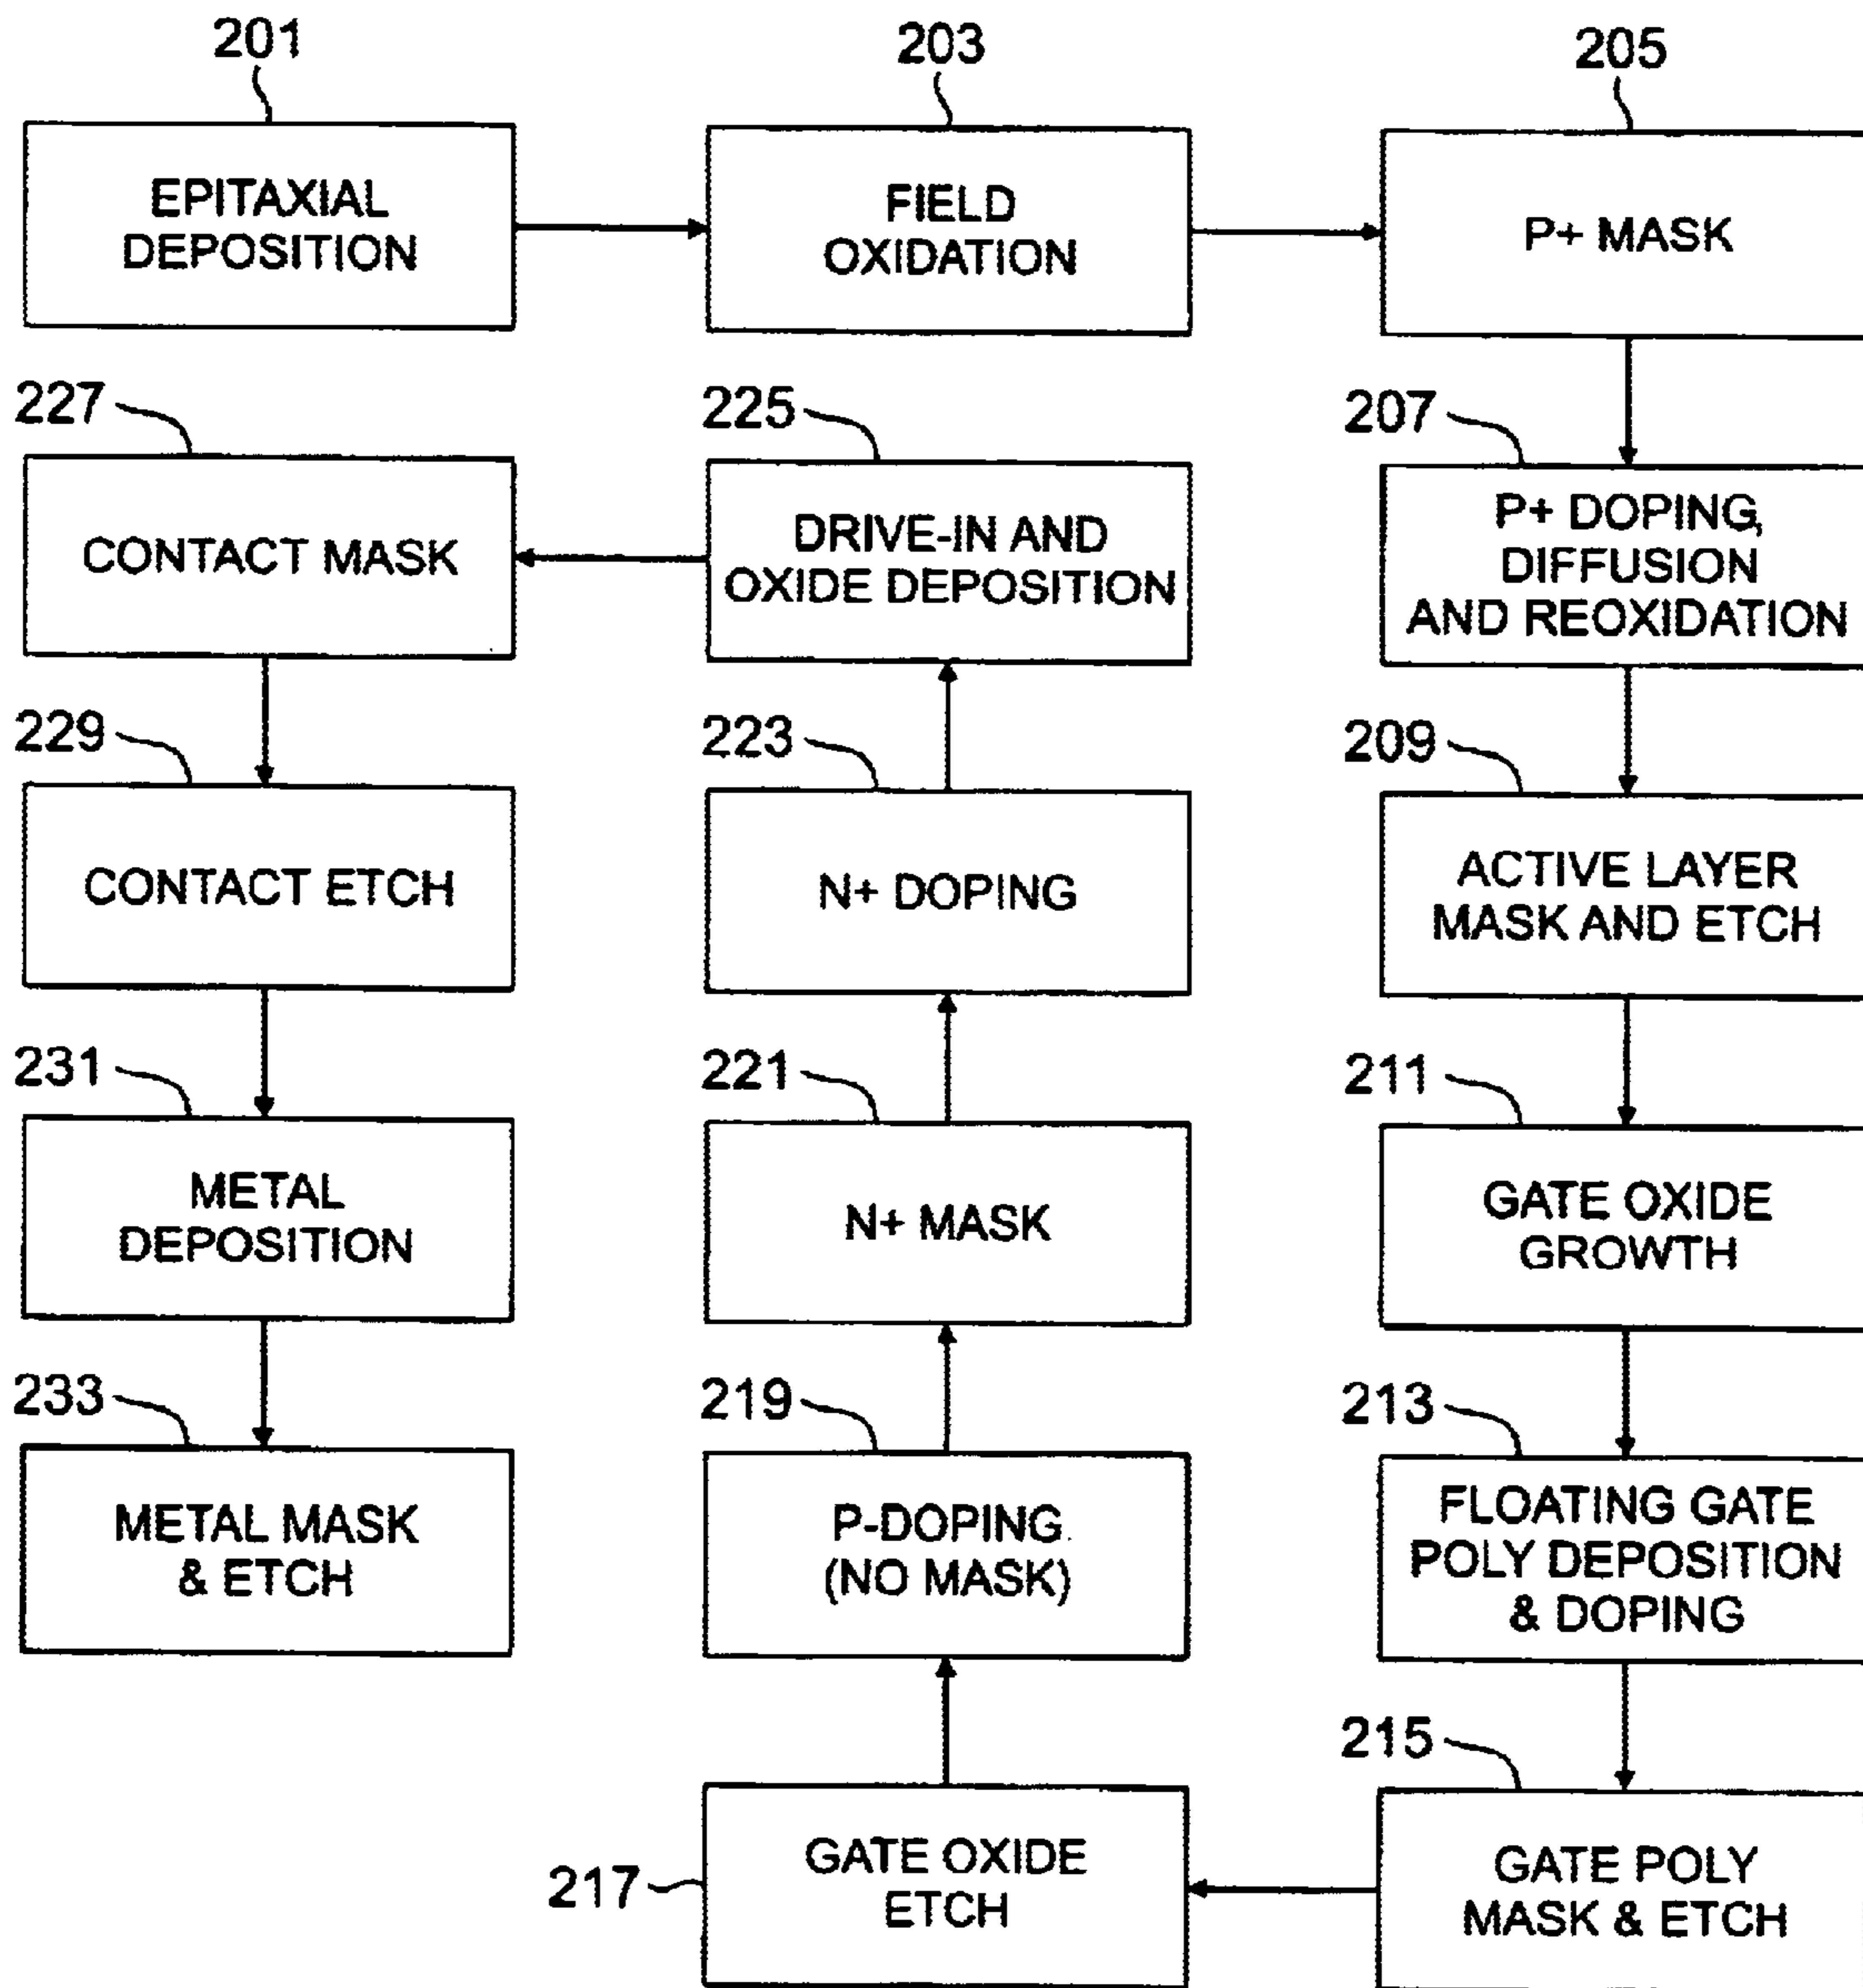 201
EPITAXIAL
DEPOSITION
203
FIELD
OXIDATION
205
P+ MASK
207
P+ DOPING,
DIFFUSION
AND REOXIDATION
209
ACTIVE LAYER
MASK AND ETCH
211
GATE OXIDE
GROWTH
213
FLOATING GATE
POLY DEPOSITION
& DOPING
215
GATE POLY
MASK & ETCH
217
GATE OXIDE
ETCH
219
P-DOPING
(NO MASK)
221
N+ MASK
223
N+ DOPING
225
DRIVE-IN AND
OXIDE DEPOSITION
227
CONTACT MASK
229
CONTACT ETCH
231
METAL
DEPOSITION
233
METAL MASK
& ETCH